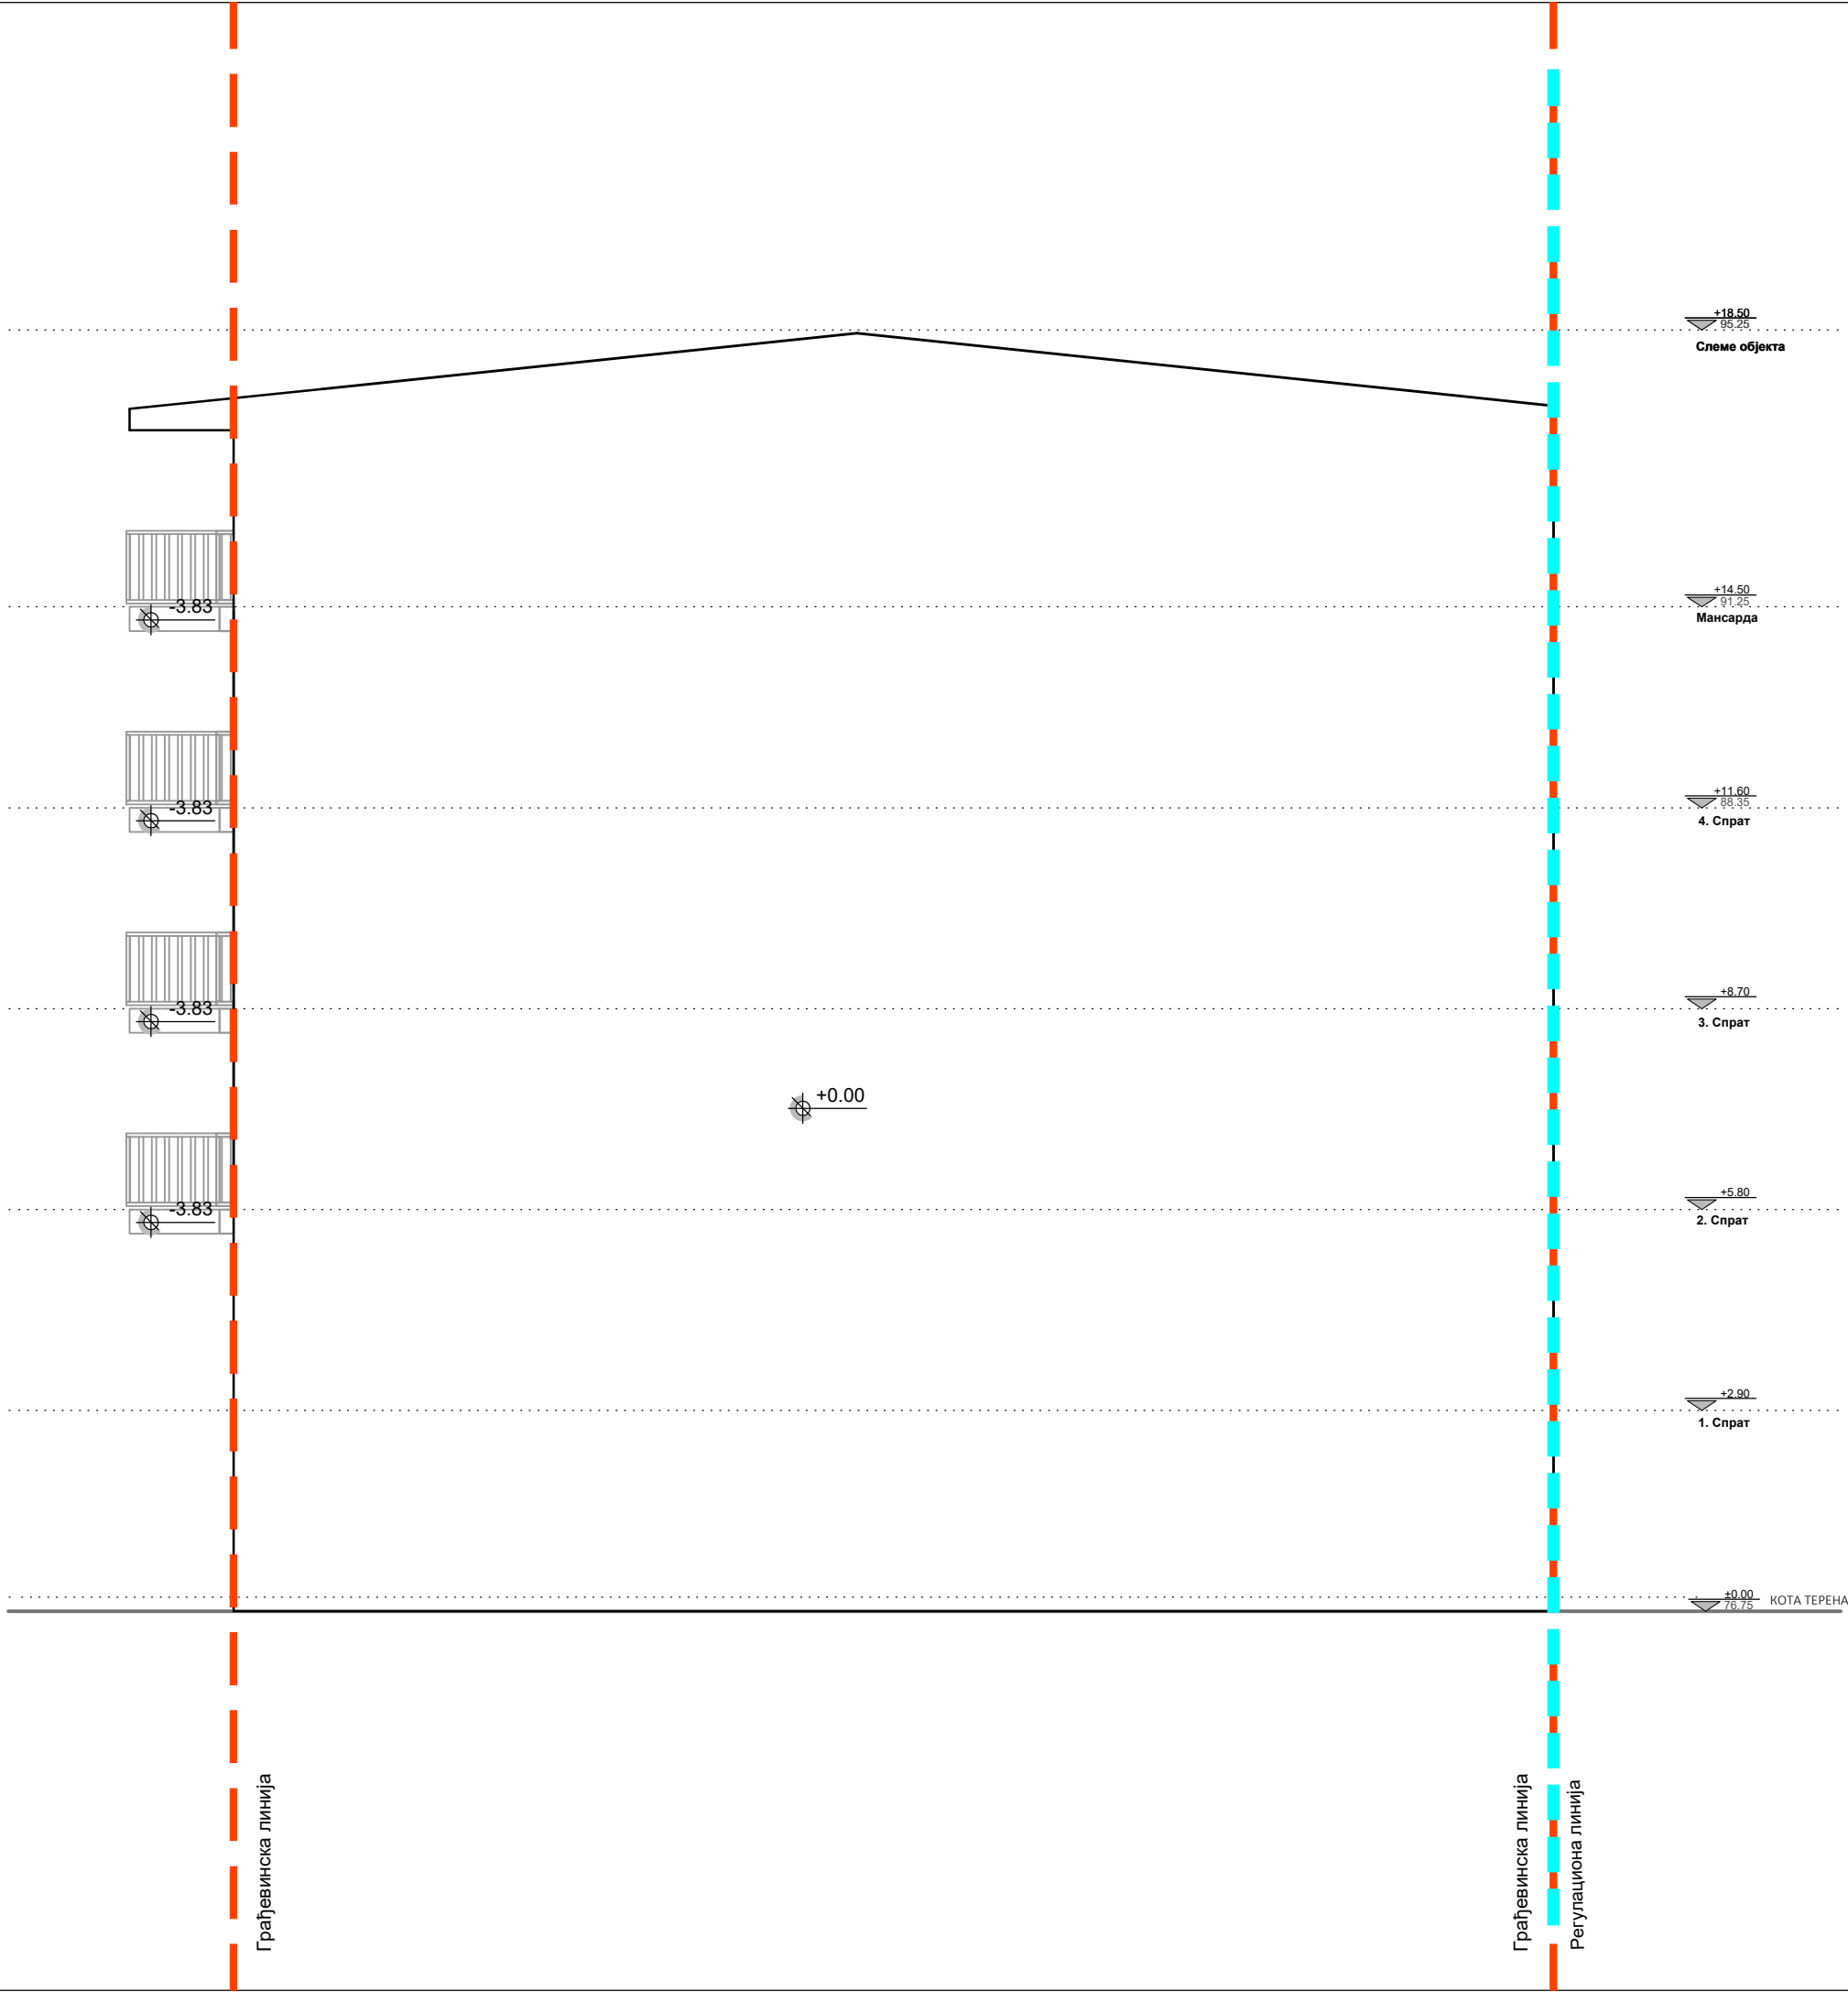 +18.50
95.25
Слеме објекта
+14.50
91.25
Мансарда
-3.83
+11.60
88.35
4. Спрат
-3.83
+8.70
3. Спрат
-3.83
+0.00
+5.80
2. Спрат
-3.83
+2.90
1. Спрат
±0.00
76.75
КОТА ТЕРЕНА
Грађевинска линија
Грађевинска линија
Регулациона линија